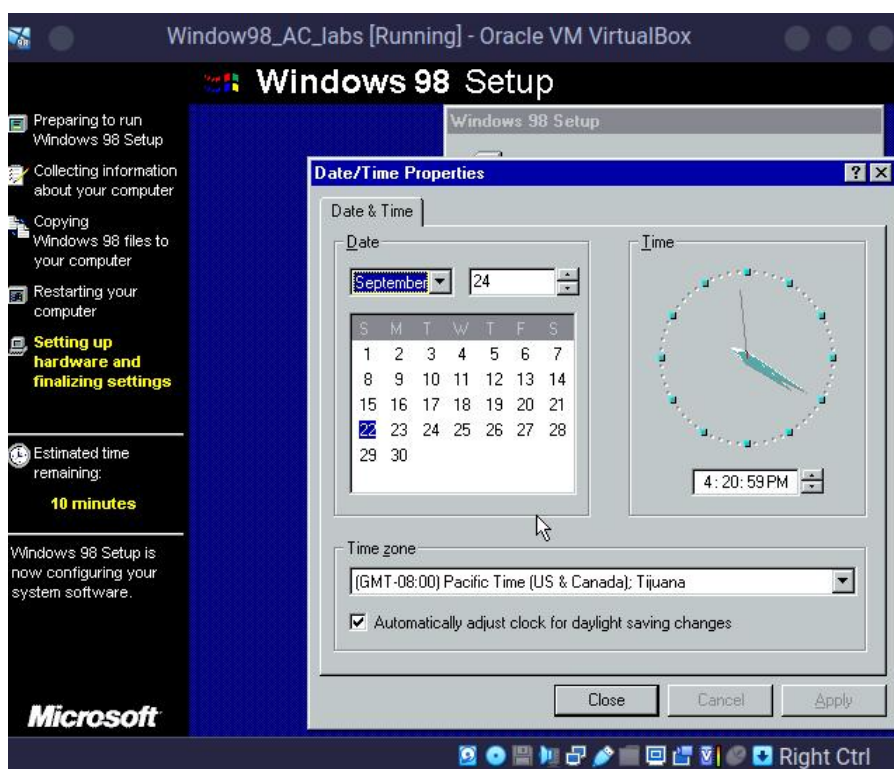 Window98_AC_labs [Running] - Oracle VM VirtualBox
Windows 98 Setup
Preparing to run
Windows 98 Setup
Collecting information
about your computer
Copying
Windows 98 files to
your computer
Restarting your
computer
Setting up
hardware and
finalizing settings
Estimated time
remaining:
10 minutes
Windows 98 Setup is
now configuring your
system software.
Microsoft
Windows 98 Setup
Date/Time Properties
Date & Time
Date
September 24
S M T W T F S
1 2 3 4 5 6 7
8 9 10 11 12 13 14
15 16 17 18 19 20 21
22 23 24 25 26 27 28
29 30
Time
4:20:59 PM
Time zone
(GMT-08:00) Pacific Time (US & Canada); Tijuana
Automatically adjust clock for daylight saving changes
Close Cancel Apply
Right Ctrl